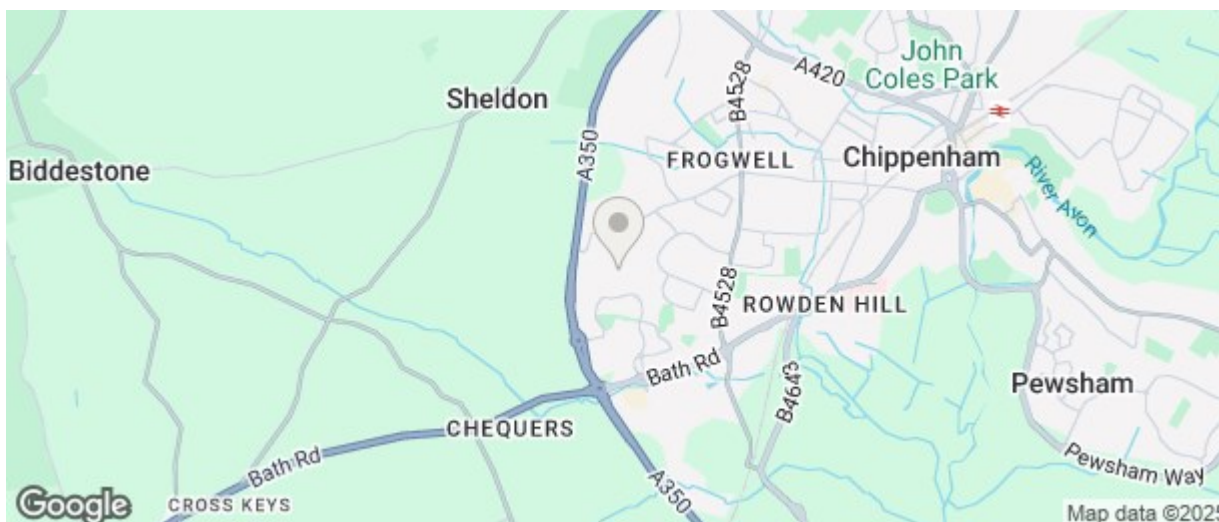 John
Coles Park
A420
B4528
Sheldon
A350
FROGWELL
Chippenham
Biddestone
River Avon
B4528
ROWDEN HILL
Bath Rd
B4643
Pewsham
CHEQUERS
Bath Rd
A350
Pewsham Way
CROSS KEYS
Google
Map data ©2025